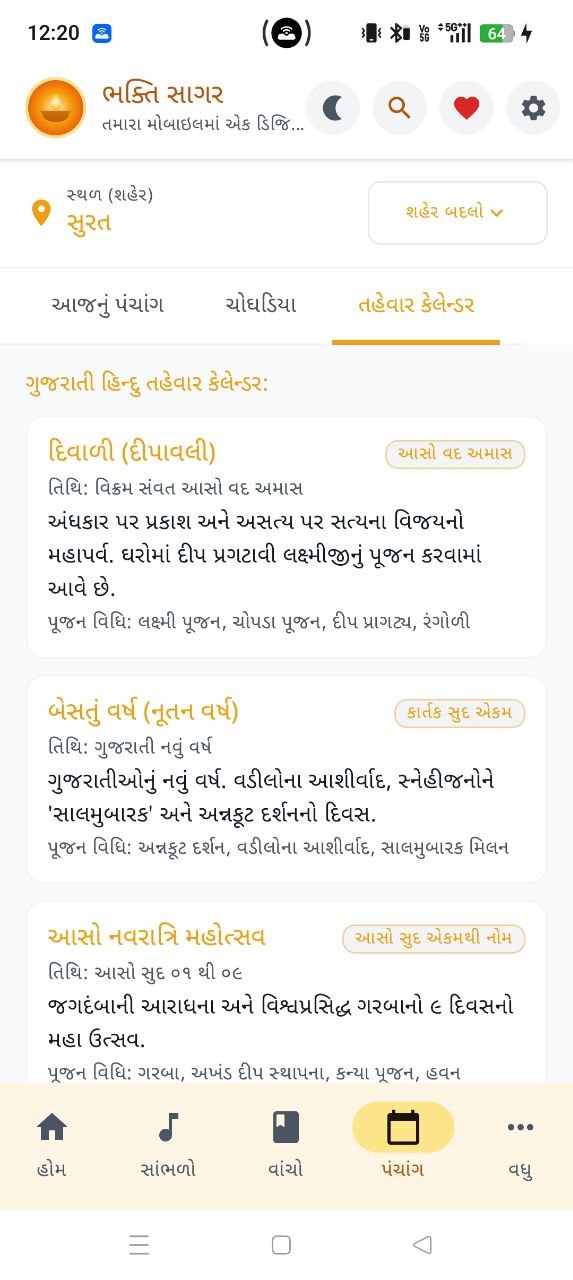 12:20
Vo 5G 5G+ 64
ભક્તિ સાગર
તમારા મોબાઇલમાં એક ડિજિ...
સ્થળ (શહેર)
સુરત
શહેર બદલો
આજનું પંચાંગ ચોઘડિયા તહેવાર કેલેન્ડર
ગુજરાતી હિન્દુ તહેવાર કેલેન્ડર:
દિવાળી (દીપાવલી) આસો વદ અમાસ
તિથિ: વિક્રમ સંવત આસો વદ અમાસ
અંધકાર પર પ્રકાશ અને અસત્ય પર સત્યના વિજયનો
મહાપર્વ. ઘરોમાં દીપ પ્રગટાવી લક્ષ્મીજીનું પૂજન કરવામાં
આવે છે.
પૂજન વિધિ: લક્ષ્મી પૂજન, ચોપડા પૂજન, દીપ પ્રાગટ્ય, રંગોળી
બેસતું વર્ષ (નૂતન વર્ષ) કાર્તક સુદ એકમ
તિથિ: ગુજરાતી નવું વર્ષ
ગુજરાતીઓનું નવું વર્ષ. વડીલોના આશીર્વાદ, સ્નેહીજનોને
'સાલમુબારક' અને અન્નકૂટ દર્શનનો દિવસ.
પૂજન વિધિ: અન્નકૂટ દર્શન, વડીલોના આશીર્વાદ, સાલમુબારક મિલન
આસો નવરાત્રિ મહોત્સવ આસો સુદ એકમથી નોમ
તિથિ: આસો સુદ ૦૧ થી ૦૯
જગદંબાની આરાધના અને વિશ્વપ્રસિદ્ધ ગરબાનો ૯ દિવસનો
મહા ઉત્સવ.
પૂજન વિધિ: ગરબા, અખંડ દીપ સ્થાપના, કન્યા પૂજન, હવન
હોમ સાંભળો વાંચો પંચાંગ વધુ